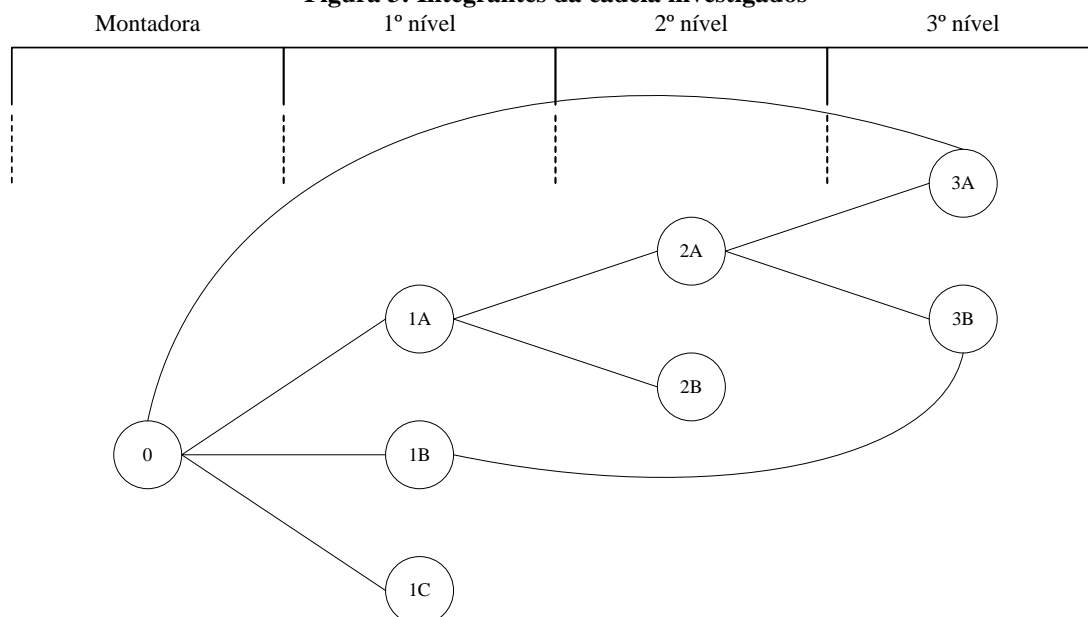 Figura 3: Integrantes da cadeia investigados
Montadora 1º nível 2º nível 3º nível
3A
2A
1A 3B
2B
0 1B
1C